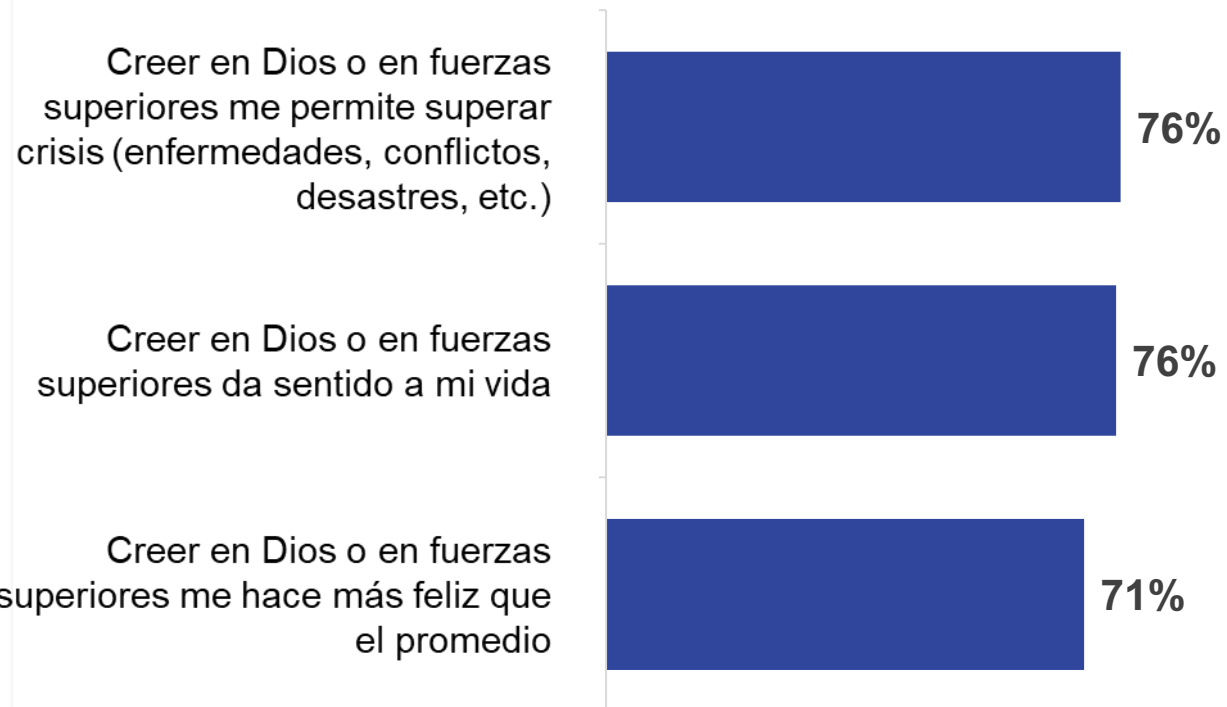 Creer en Dios o en fuerzas
superiores me permite superar
crisis (enfermedades, conflictos,
desastres, etc.)
76%
Creer en Dios o en fuerzas
superiores da sentido a mi vida
76%
Creer en Dios o en fuerzas
superiores me hace más feliz que
el promedio
71%